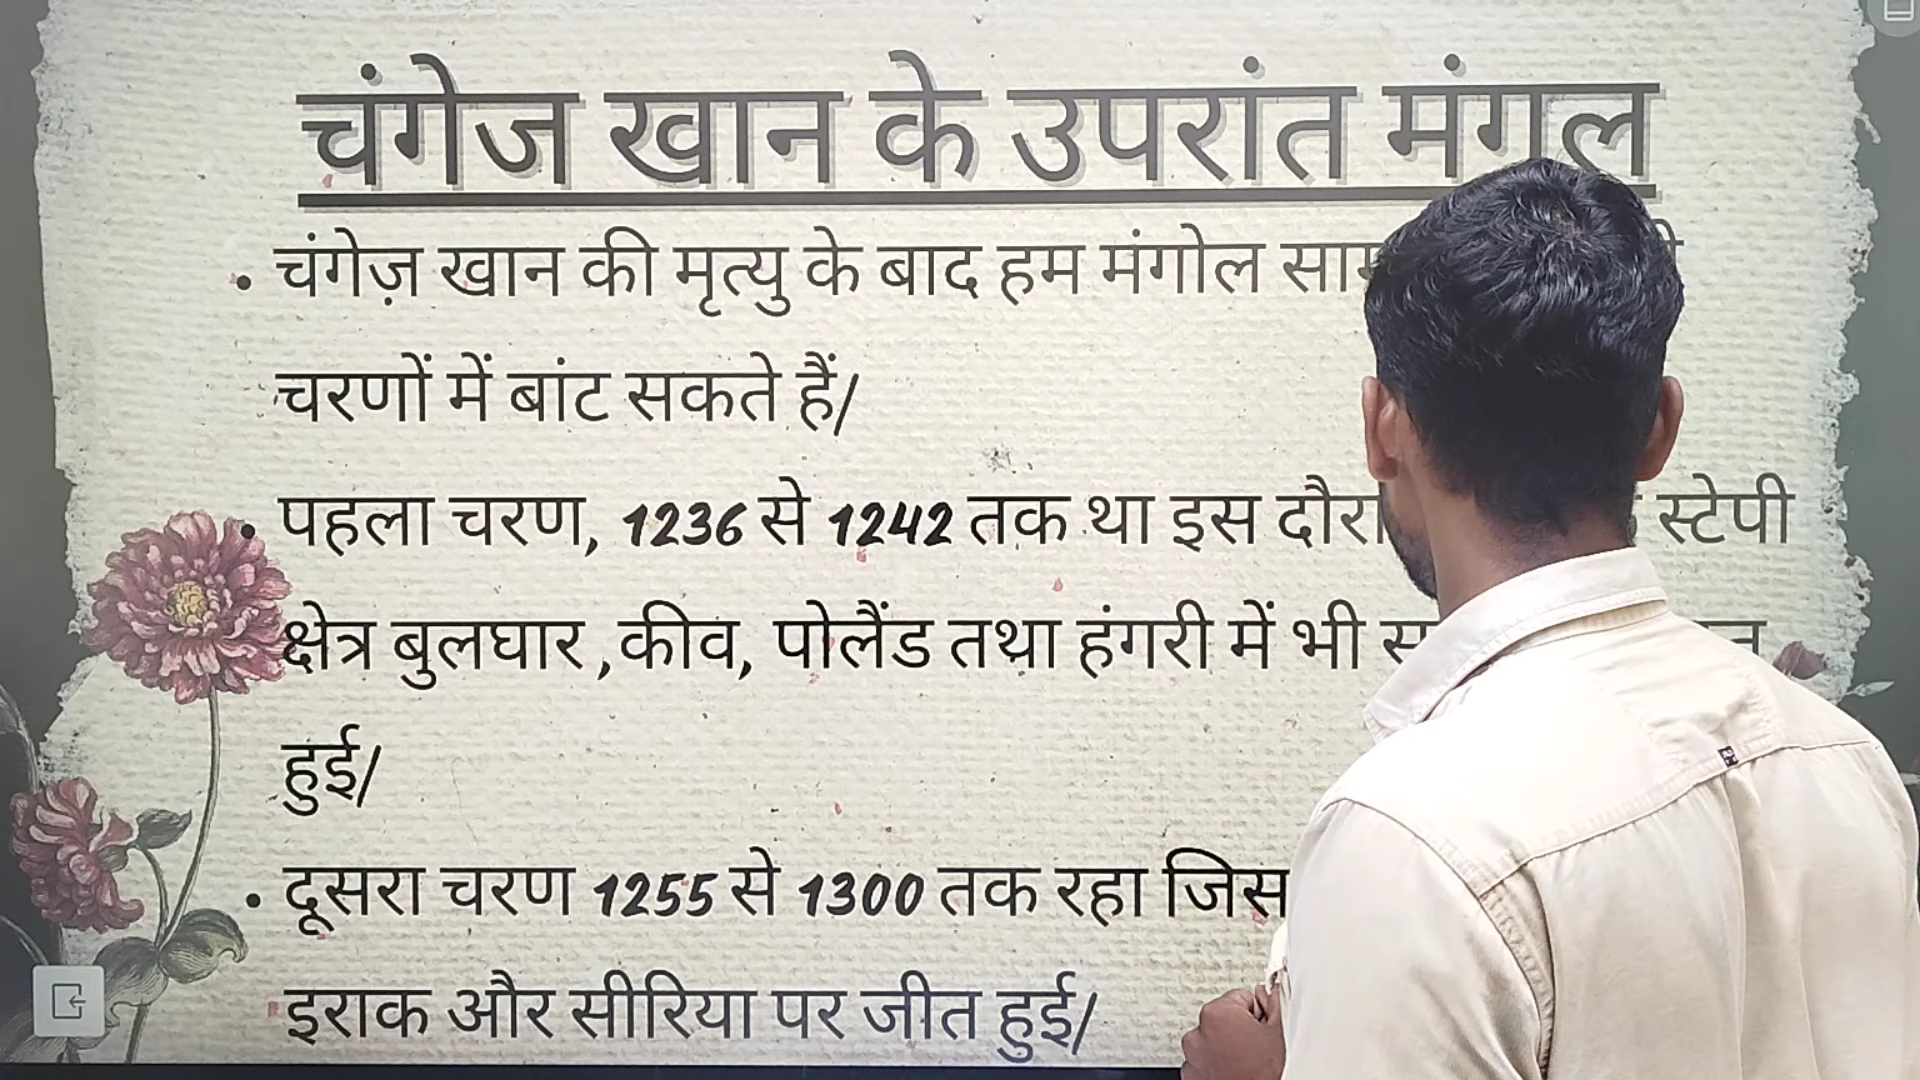 चंगेज खान के उपरांत मंगल
• चंगेज़ खान की मृत्यु के बाद हम मंगोल
चरणों में बांट सकते हैं/
• पहला चरण, 1236 से 1242 तक था इस स्टेपी
क्षेत्र बुलघार ,कीव, पोलैंड तथा हंगरी में भी
हुई/
• दूसरा चरण 1255 से 1300 तक रहा
इराक और सीरिया पर जीत हुई/